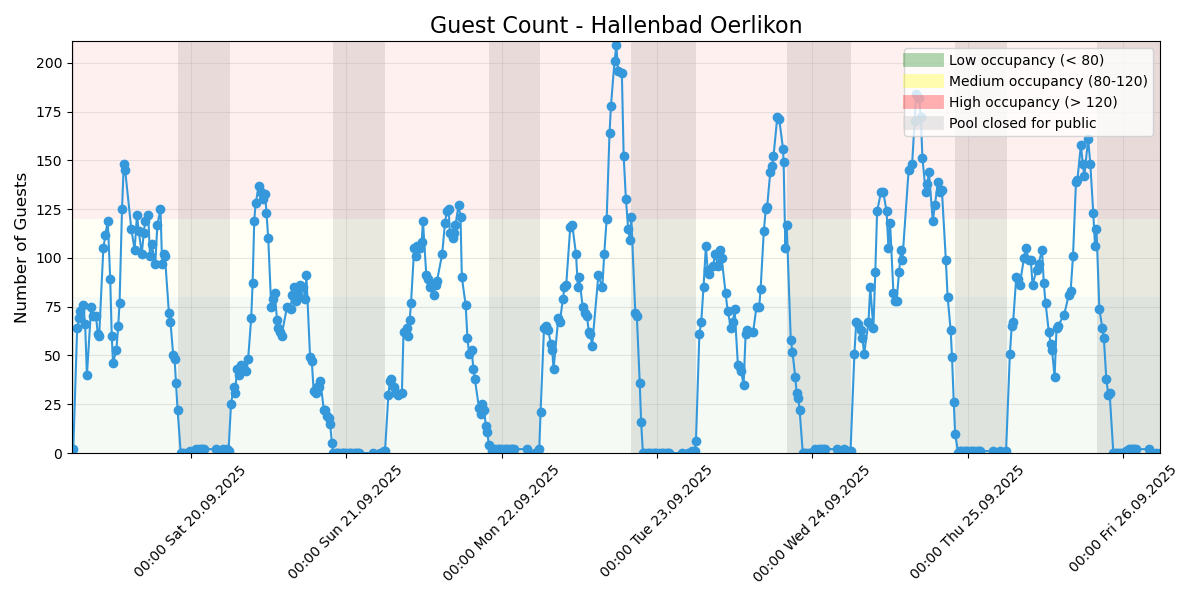 Guest Count - Hallenbad Oerlikon
Number of Guests
200
175
150
125
100
75
50
25
0
Low occupancy (< 80)
Medium occupancy (80-120)
High occupancy (> 120)
Pool closed for public
00:00 Sat 20.09.2025
00:00 Sun 21.09.2025
00:00 Mon 22.09.2025
00:00 Tue 23.09.2025
00:00 Wed 24.09.2025
00:00 Thu 25.09.2025
00:00 Fri 26.09.2025